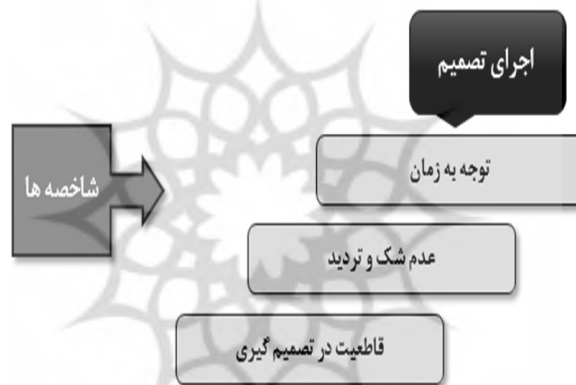 اجرای تصمیم
توجه به زمان
شاخصه ها
عدم شک و تردید
قاطعیت در تصمیم گیری